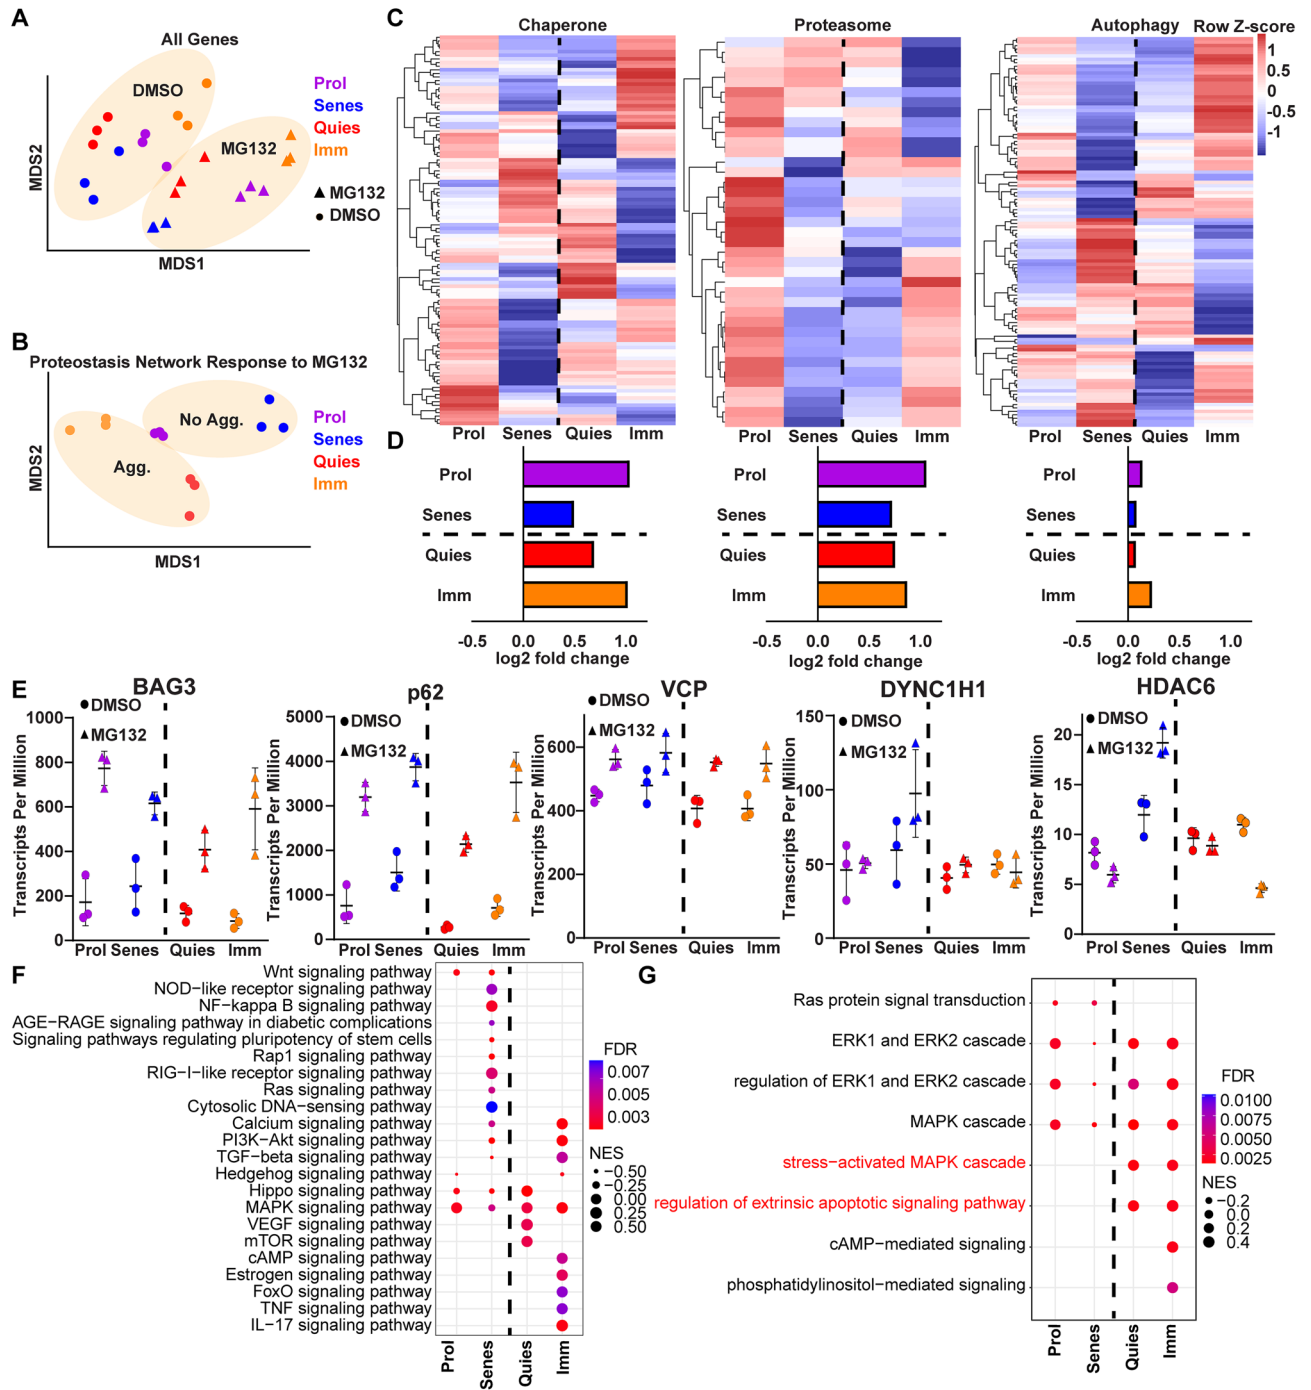 A
All Genes
DMSO
MG132
Prol
Senes
Quies
Imm
▲ MG132
● DMSO
MDS2
MDS1
B
Proteostasis Network Response to MG132
No Agg.
Agg.
Prol
Senes
Quies
Imm
MDS2
MDS1
C
Chaperone
Proteasome
Autophagy
Row Z-score
1
0.5
0
-0.5
-1
Prol Senes Quies Imm
Prol Senes Quies Imm
Prol Senes Quies Imm
D
Prol
Senes
Quies
Imm
-0.5 0.0 0.5 1.0
log2 fold change
Prol
Senes
Quies
Imm
-0.5 0.0 0.5 1.0
log2 fold change
Prol
Senes
Quies
Imm
-0.5 0.0 0.5 1.0
log2 fold change
E
BAG3
● DMSO
▲ MG132
Transcripts Per Million
1000
800
600
400
200
0
Prol Senes Quies Imm
p62
● DMSO
▲ MG132
Transcripts Per Million
5000
4000
3000
2000
1000
0
Prol Senes Quies Imm
VCP
● DMSO
▲ MG132
Transcripts Per Million
600
400
200
0
Prol Senes Quies Imm
DYNC1H1
● DMSO
▲ MG132
Transcripts Per Million
150
100
50
0
Prol Senes Quies Imm
HDAC6
● DMSO
▲ MG132
Transcripts Per Million
20
15
10
5
0
Prol Senes Quies Imm
F
Wnt signaling pathway
NOD−like receptor signaling pathway
NF−kappa B signaling pathway
AGE−RAGE signaling pathway in diabetic complications
Signaling pathways regulating pluripotency of stem cells
Rap1 signaling pathway
RIG−I−like receptor signaling pathway
Ras signaling pathway
Cytosolic DNA−sensing pathway
Calcium signaling pathway
PI3K−Akt signaling pathway
TGF−beta signaling pathway
Hedgehog signaling pathway
Hippo signaling pathway
MAPK signaling pathway
VEGF signaling pathway
mTOR signaling pathway
cAMP signaling pathway
Estrogen signaling pathway
FoxO signaling pathway
TNF signaling pathway
IL−17 signaling pathway
Prol
Senes
Quies
Imm
FDR
0.007
0.005
0.003
NES
−0.50
−0.25
0.00
0.25
0.50
G
Ras protein signal transduction
ERK1 and ERK2 cascade
regulation of ERK1 and ERK2 cascade
MAPK cascade
stress−activated MAPK cascade
regulation of extrinsic apoptotic signaling pathway
cAMP−mediated signaling
phosphatidylinositol−mediated signaling
Prol
Senes
Quies
Imm
FDR
0.0100
0.0075
0.0050
0.0025
NES
−0.2
0.0
0.2
0.4